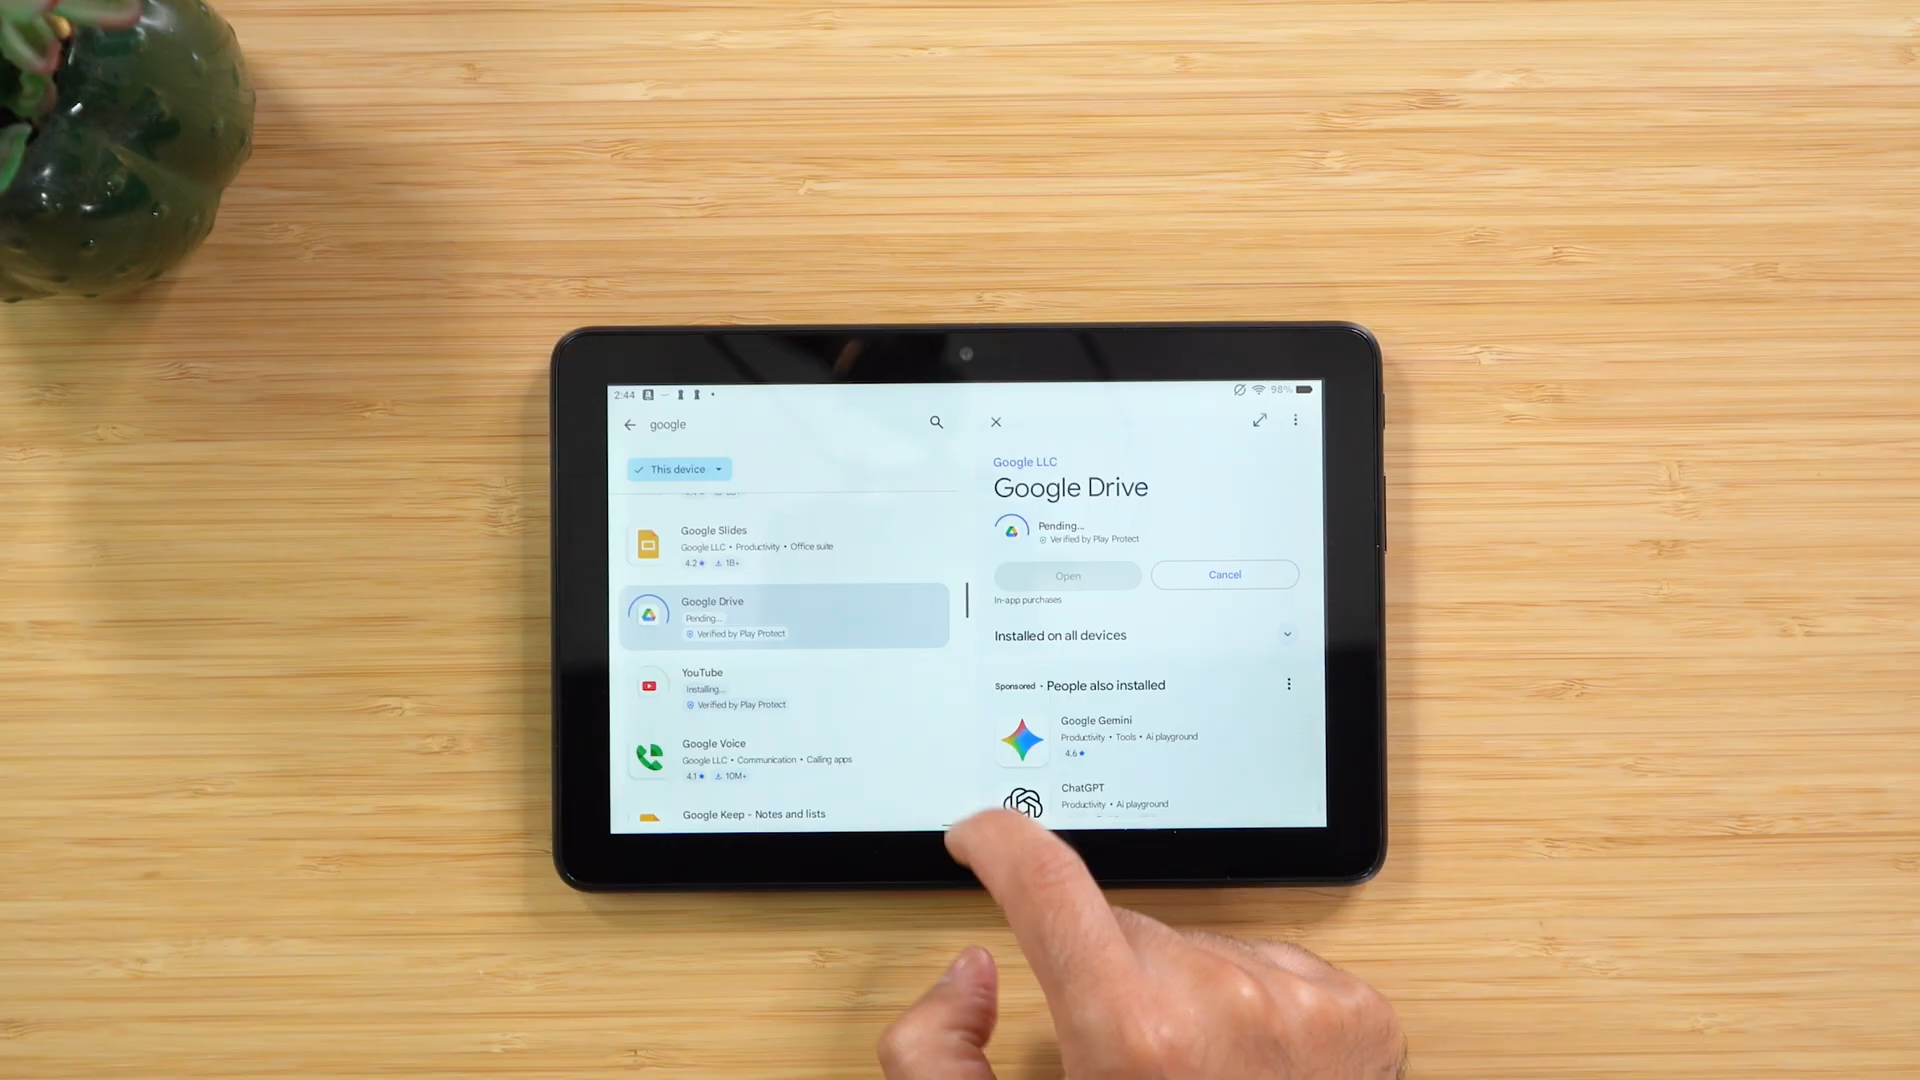 2:44
98%
google
This device
Google Slides
Google LLC • Productivity • Office suite
4.2★ 1B+
Google Drive
Pending...
Verified by Play Protect
YouTube
Installing...
Verified by Play Protect
Google Voice
Google LLC • Communication • Calling apps
4.1★ 10M+
Google Keep - Notes and lists
Google LLC
Google Drive
Pending...
Verified by Play Protect
Open
Cancel
In-app purchases
Installed on all devices
Sponsored • People also installed
Google Gemini
Productivity • Tools • Ai playground
4.6★
ChatGPT
Productivity • Ai playground